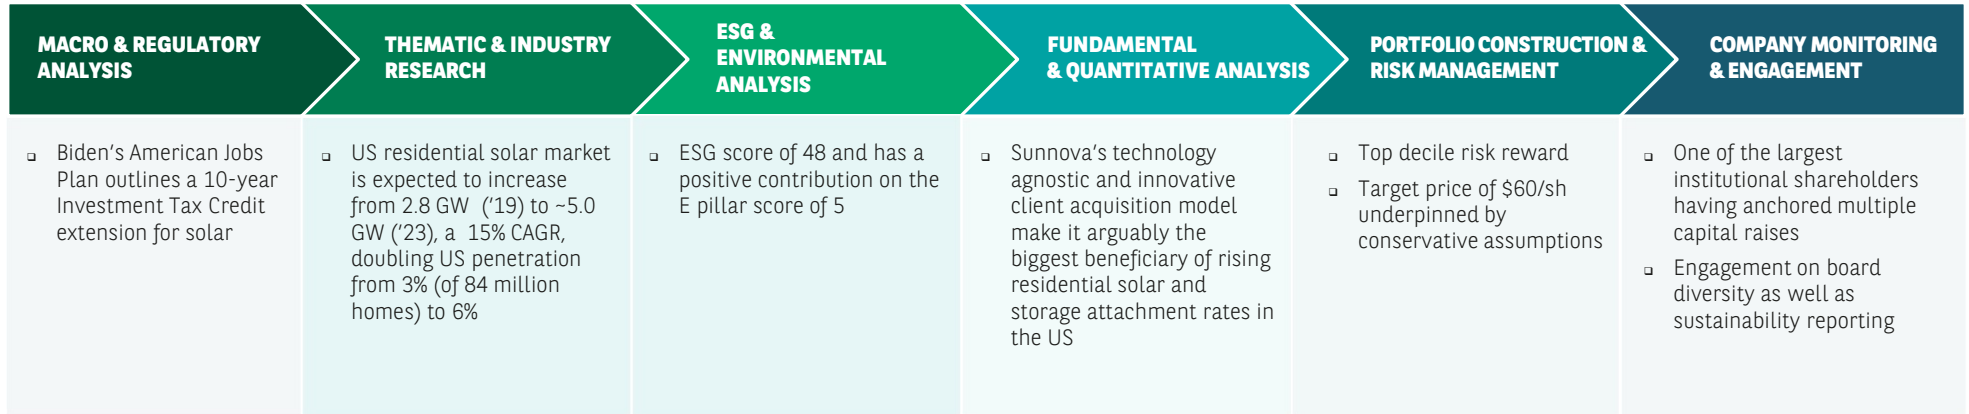 MACRO & REGULATORY
ANALYSIS
THEMATIC & INDUSTRY
RESEARCH
ESG &
ENVIRONMENTAL
ANALYSIS
FUNDAMENTAL
& QUANTITATIVE ANALYSIS
PORTFOLIO CONSTRUCTION &
RISK MANAGEMENT
COMPANY MONITORING
& ENGAGEMENT
Biden's American Jobs
Plan outlines a 10-year
Investment Tax Credit
extension for solar
US residential solar market
is expected to increase
from 2.8 GW ('19) to ~5.0
GW ('23), a 15% CAGR,
doubling US penetration
from 3% (of 84 million
homes) to 6%
ESG score of 48 and has a
positive contribution on the
E pillar score of 5
Sunnova's technology
agnostic and innovative
client acquisition model
make it arguably the
biggest beneficiary of rising
residential solar and
storage attachment rates in
the US
Top decile risk reward
Target price of $60/sh
underpinned by
conservative assumptions
One of the largest
institutional shareholders
having anchored multiple
capital raises
Engagement on board
diversity as well as
sustainability reporting